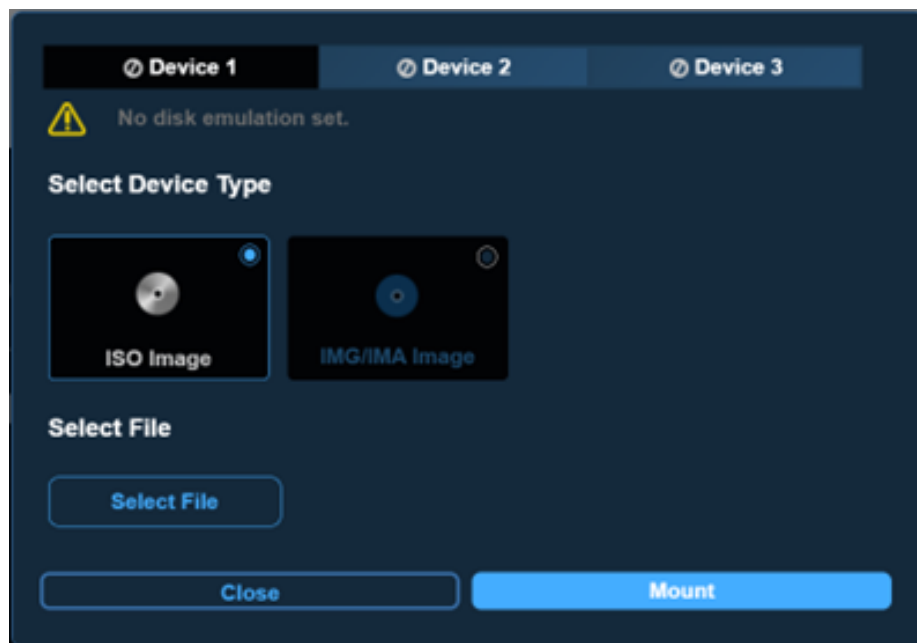 Device 1 Device 2 Device 3
No disk emulation set.
Select Device Type
ISO Image IMG/IMA Image
Select File
Select File
Close Mount